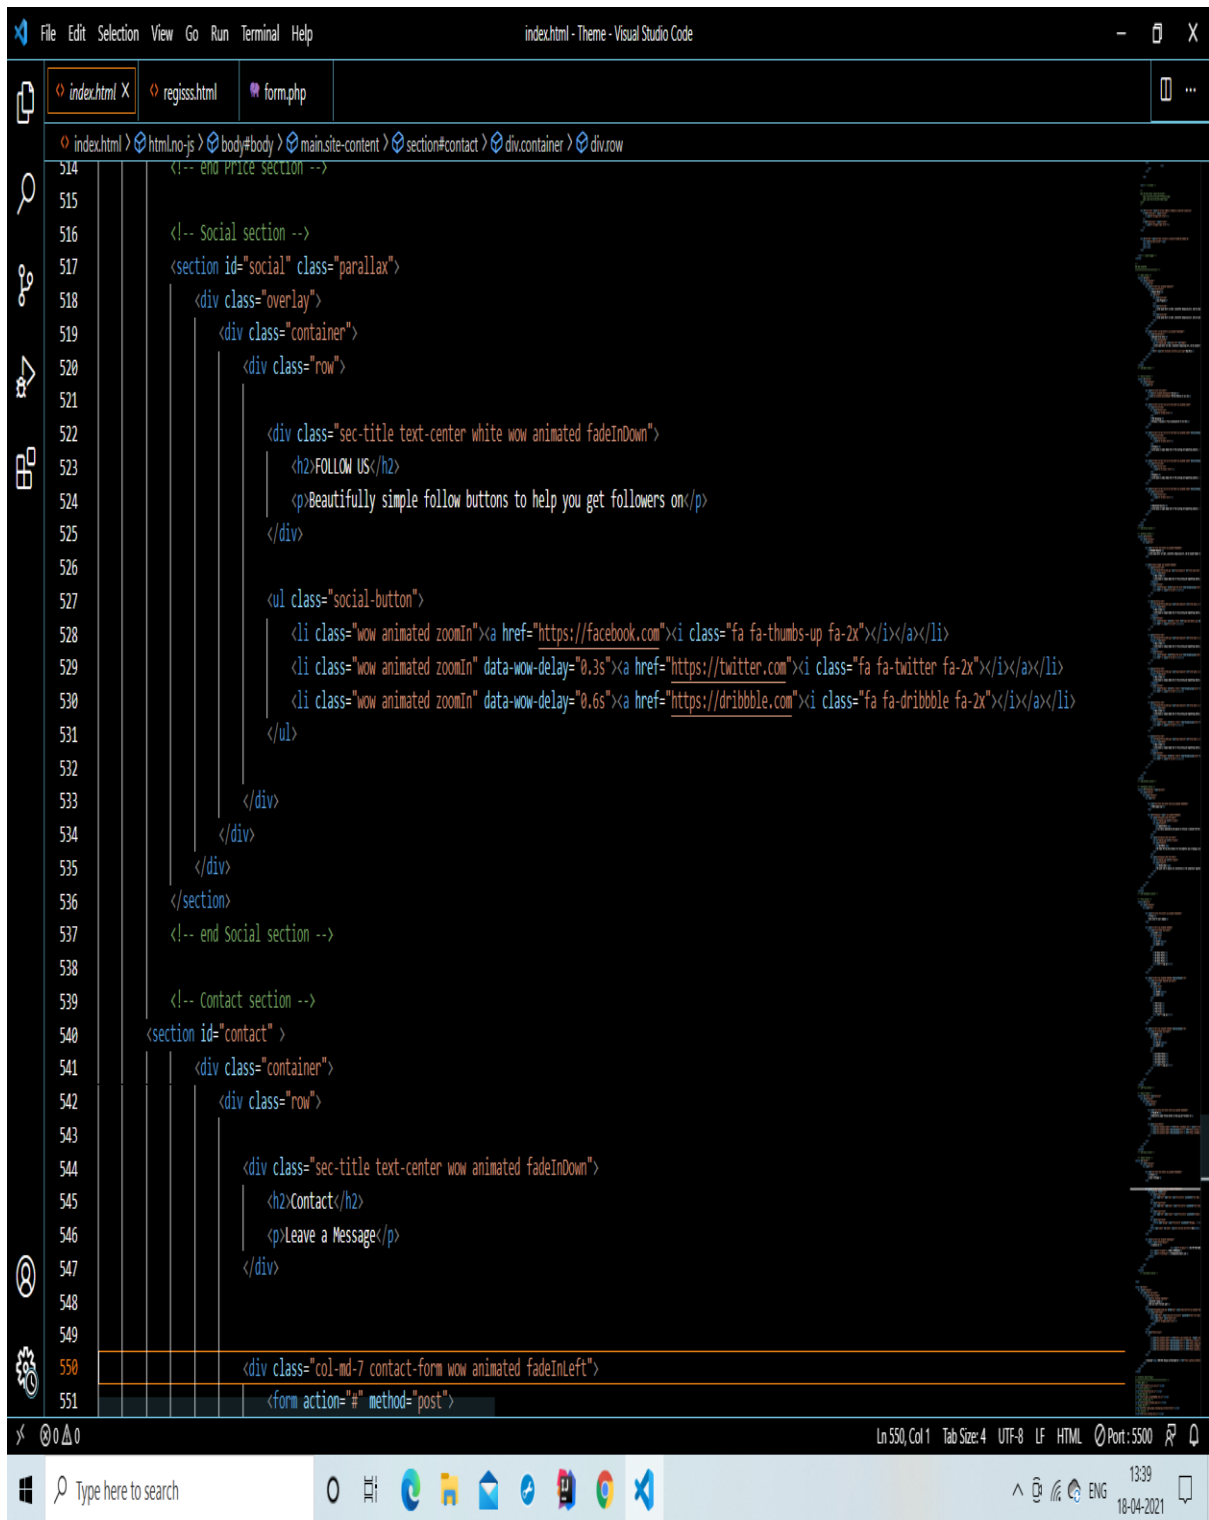 File Edit Selection View Go Run Terminal Help index.html - Theme - Visual Studio Code
index.html regisss.html form.php
index.html > html.no-js > body#body > main.site-content > section#contact > div.container > div.row
514 <!-- end Price section -->
515
516 <!-- Social section -->
517 <section id="social" class="parallax">
518 <div class="overlay">
519 <div class="container">
520 <div class="row">
521
522 <div class="sec-title text-center white wow animated fadeInDown">
523 <h2>FOLLOW US</h2>
524 <p>Beautifully simple follow buttons to help you get followers on</p>
525 </div>
526
527 <ul class="social-button">
528 <li class="wow animated zoomIn"><a href="https://facebook.com"><i class="fa fa-thumbs-up fa-2x"></i></a></li>
529 <li class="wow animated zoomIn" data-wow-delay="0.3s"><a href="https://twitter.com"><i class="fa fa-twitter fa-2x"></i></a></li>
530 <li class="wow animated zoomIn" data-wow-delay="0.6s"><a href="https://dribbble.com"><i class="fa fa-dribbble fa-2x"></i></a></li>
531 </ul>
532
533 </div>
534 </div>
535 </div>
536 </section>
537 <!-- end Social section -->
538
539 <!-- Contact section -->
540 <section id="contact" >
541 <div class="container">
542 <div class="row">
543
544 <div class="sec-title text-center wow animated fadeInDown">
545 <h2>Contact</h2>
546 <p>Leave a Message</p>
547 </div>
548
549
550 <div class="col-md-7 contact-form wow animated fadeInLeft">
551 <form action="#" method="post">
0 0 Ln 550, Col 1 Tab Size: 4 UTF-8 LF HTML Port : 5500
Type here to search ENG 13:39
18-04-2021